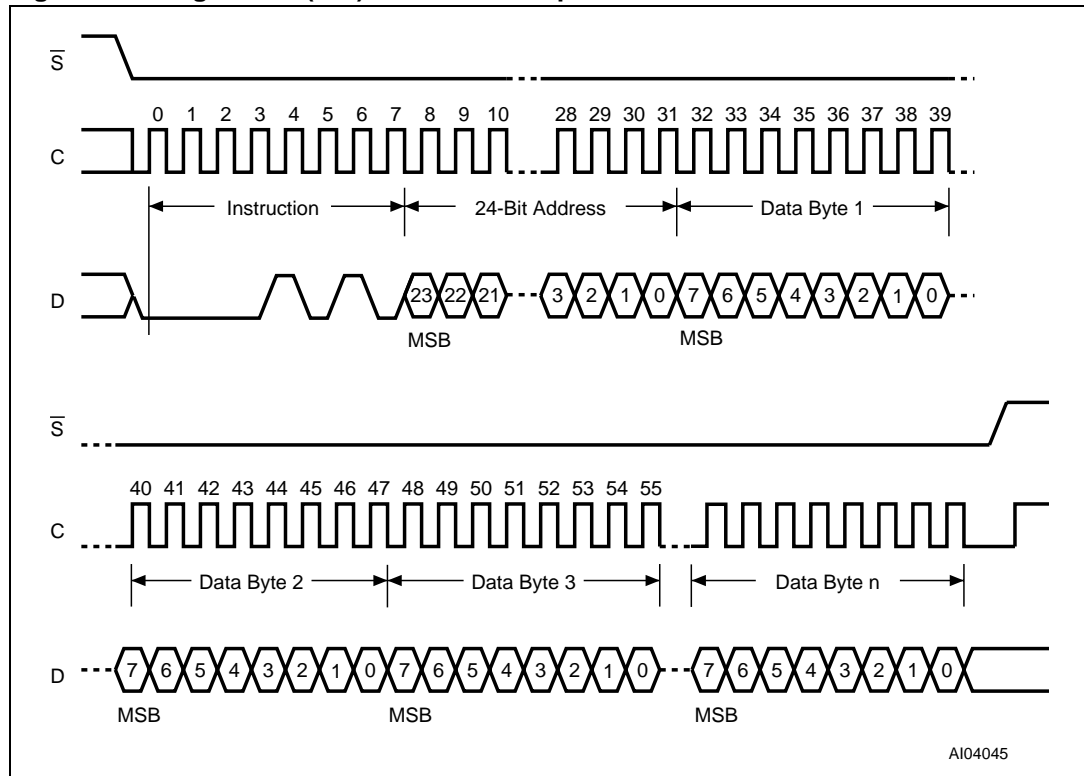 S
0 1 2 3 4 5 6 7 8 9 10 28 29 30 31 32 33 34 35 36 37 38 39
C
Instruction 24-Bit Address Data Byte 1
D 23 22 21 3 2 1 0 7 6 5 4 3 2 1 0
MSB MSB
S
40 41 42 43 44 45 46 47 48 49 50 51 52 53 54 55
C
Data Byte 2 Data Byte 3 Data Byte n
D 7 6 5 4 3 2 1 0 7 6 5 4 3 2 1 0 7 6 5 4 3 2 1 0
MSB MSB MSB
AI04045